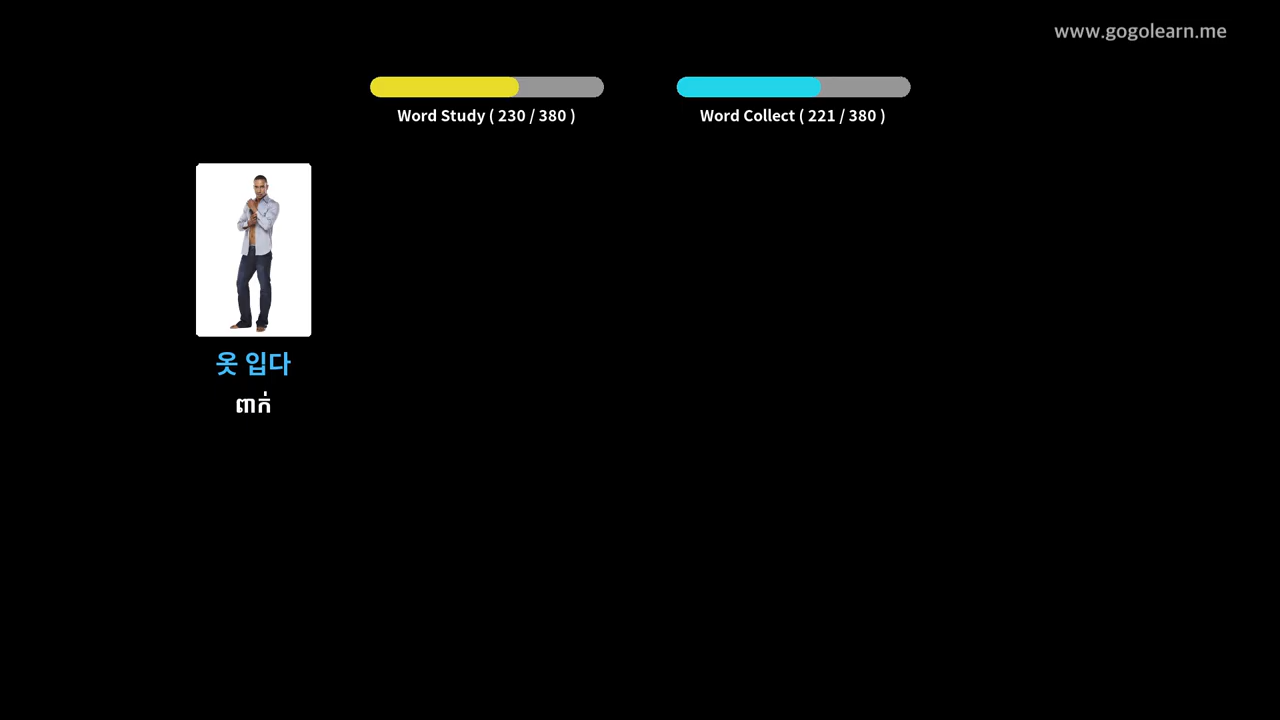 www.gogolearn.me
Word Study ( 230 / 380 )
Word Collect ( 221 / 380 )
옷 입다
ពាក់